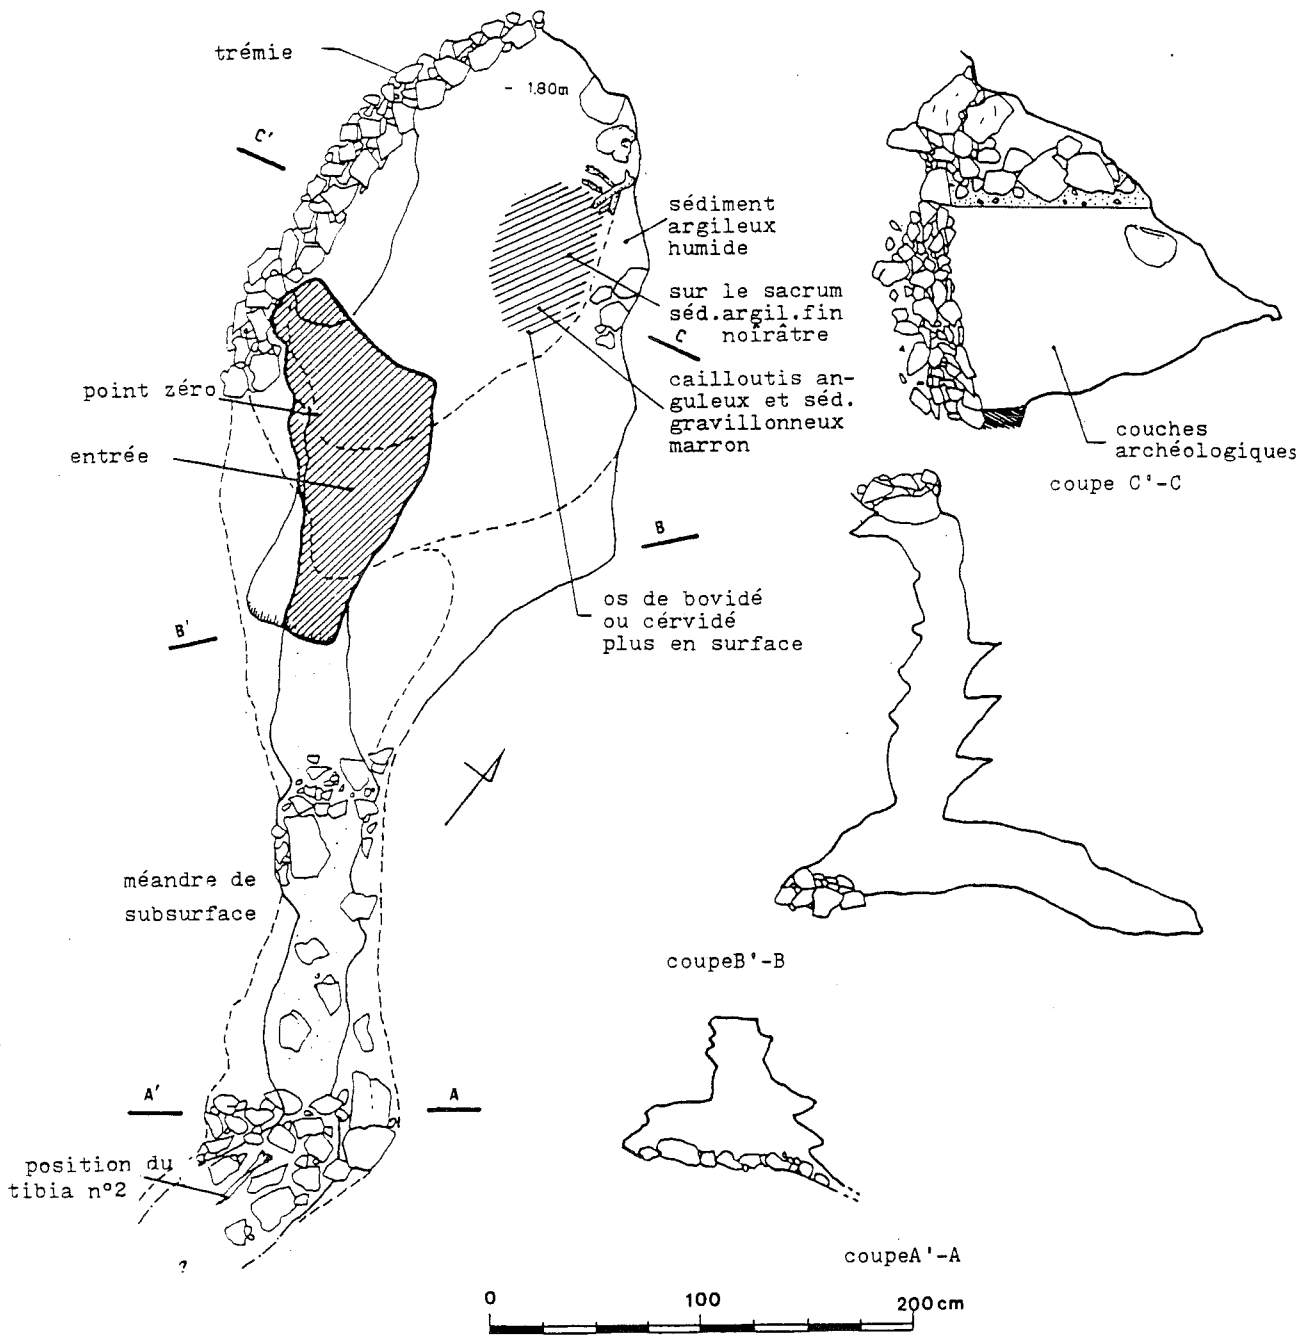 trémie
- 1.80m
C'
sédiment
argileux
humide
sur le sacrum
séd.argil.fin
noirâtre
C
cailloutis an-
guleux et séd.
gravillonneux
marron
point zéro
entrée
couches
archéologiques
coupe C'-C
B
B'
os de bovidé
ou cérvidé
plus en surface
méandre de
subsurface
coupeB'-B
A'
A
position du
tibia nº2
?
coupeA'-A
0
100
200cm